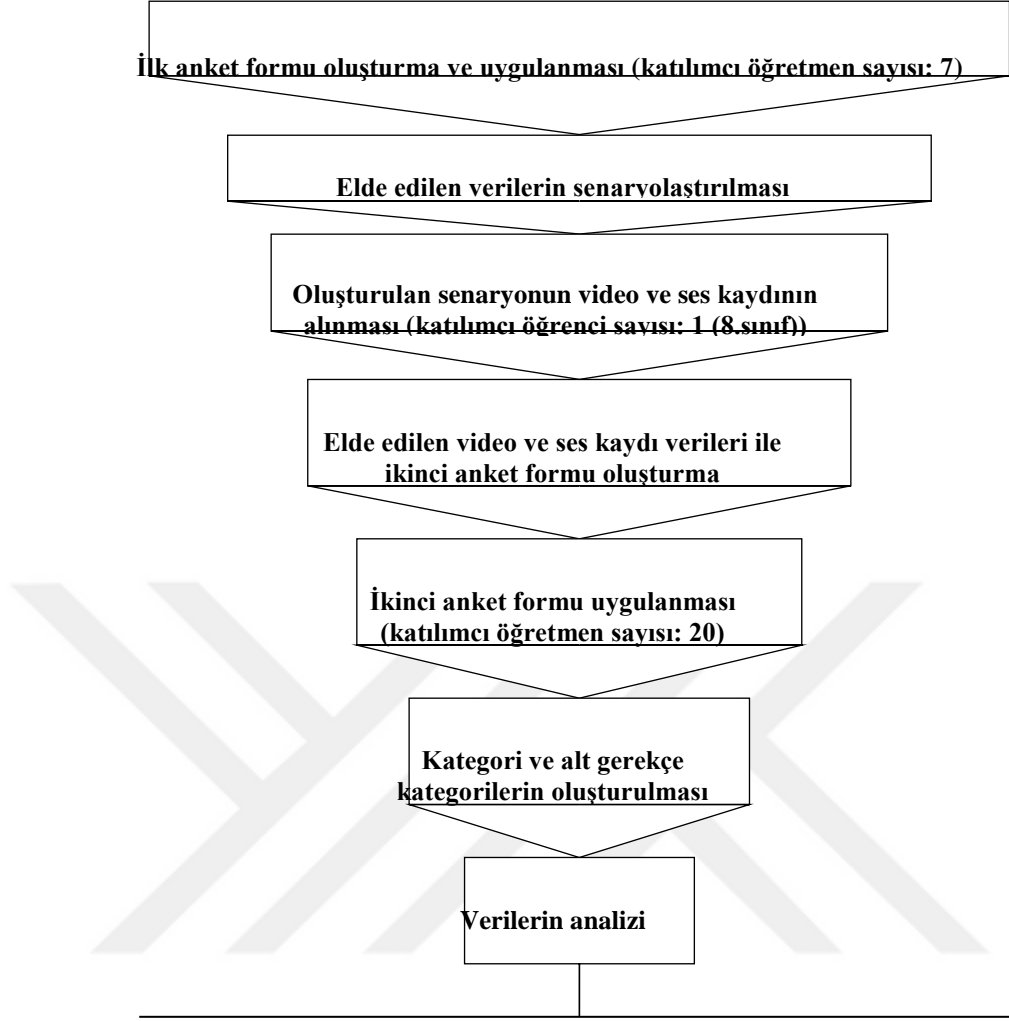 İlk anket formu oluşturma ve uygulanması (katılımcı öğretmen sayısı: 7)
Elde edilen verilerin senaryolaştırılması
Oluşturulan senaryonun video ve ses kaydının
alınması (katılımcı öğrenci sayısı: 1 (8.sınıf))
Elde edilen video ve ses kaydı verileri ile
ikinci anket formu oluşturma
İkinci anket formu uygulanması
(katılımcı öğretmen sayısı: 20)
Kategori ve alt gerekçe
kategorilerin oluşturulması
Verilerin analizi